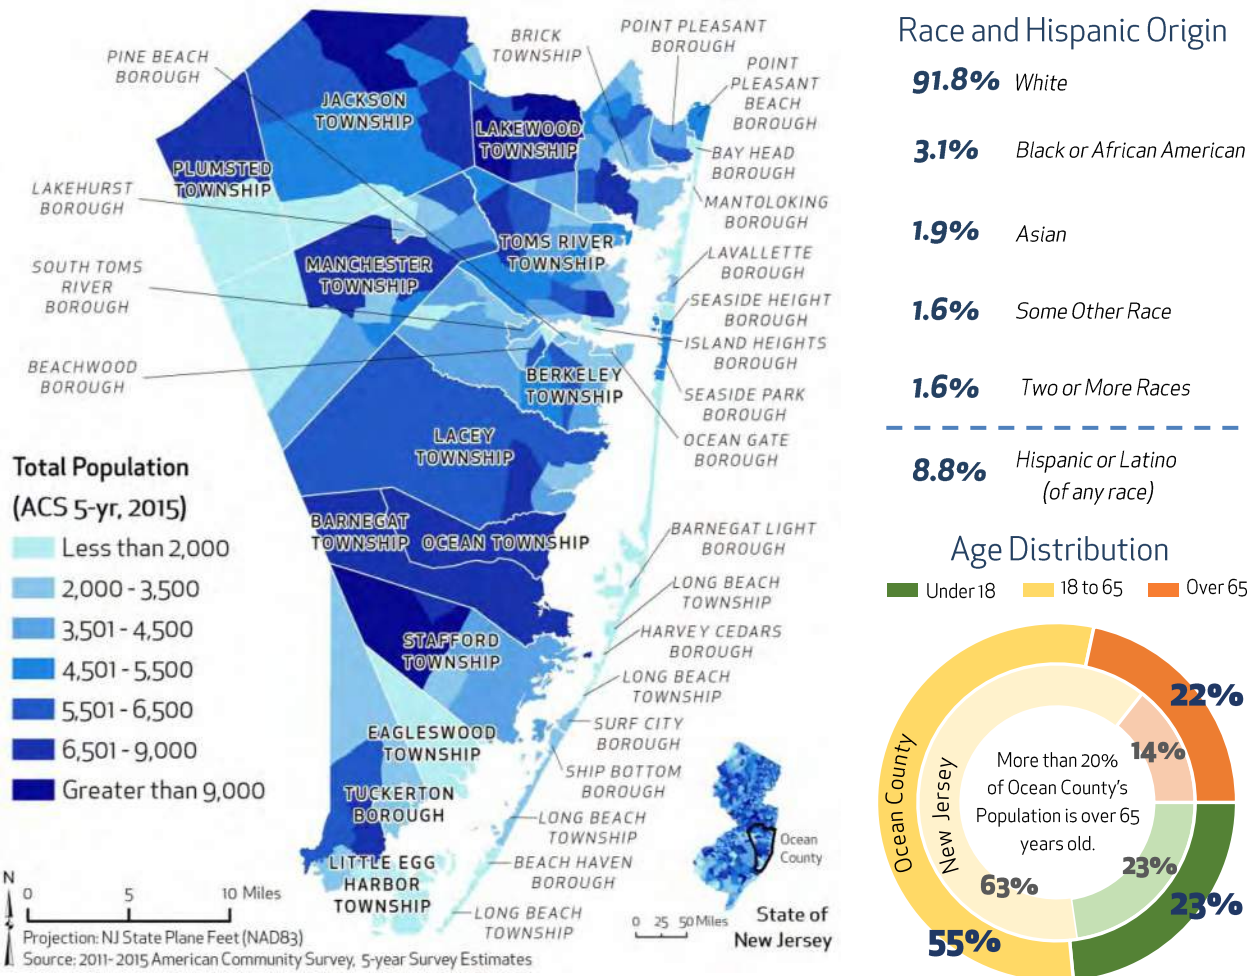 PINE BEACH
BOROUGH
BRICK
TOWNSHIP
POINT PLEASANT
BOROUGH
POINT
PLEASANT
BEACH
BOROUGH
JACKSON
TOWNSHIP
LAKEWOOD
TOWNSHIP
BAY HEAD
BOROUGH
PLUMSTED
TOWNSHIP
LAKEHURST
BOROUGH
MANTOLOKING
BOROUGH
TOMS RIVER
TOWNSHIP
LAVALLETTE
BOROUGH
SOUTH TOMS
RIVER
BOROUGH
MANCHESTER
TOWNSHIP
SEASIDE HEIGHT
BOROUGH
ISLAND HEIGHTS
BOROUGH
BEACHWOOD
BOROUGH
BERKELEY
TOWNSHIP
SEASIDE PARK
BOROUGH
OCEAN GATE
BOROUGH
LACEY
TOWNSHIP
BARNEGAT
TOWNSHIP
OCEAN TOWNSHIP
BARNEGAT LIGHT
BOROUGH
LONG BEACH
TOWNSHIP
HARVEY CEDARS
BOROUGH
STAFFORD
TOWNSHIP
LONG BEACH
TOWNSHIP
SURF CITY
BOROUGH
EAGLESWOOD
TOWNSHIP
SHIP BOTTOM
BOROUGH
TUCKERTON
BOROUGH
LONG BEACH
TOWNSHIP
LITTLE EGG
HARBOR
TOWNSHIP
BEACH HAVEN
BOROUGH
LONG BEACH
TOWNSHIP
Total Population
(ACS 5-yr, 2015)
Less than 2,000
2,000 - 3,500
3,501 - 4,500
4,501 - 5,500
5,501 - 6,500
6,501 - 9,000
Greater than 9,000
N
0 5 10 Miles
Projection: NJ State Plane Feet (NAD83)
Source: 2011-2015 American Community Survey, 5-year Survey Estimates
Ocean
County
0 25 50 Miles
State of
New Jersey
Race and Hispanic Origin
91.8% White
3.1% Black or African American
1.9% Asian
1.6% Some Other Race
1.6% Two or More Races
8.8% Hispanic or Latino
(of any race)
Age Distribution
Under 18 18 to 65 Over 65
22%
14%
Ocean County
New Jersey
More than 20%
of Ocean County's
Population is over 65
years old.
23%
63%
23%
55%